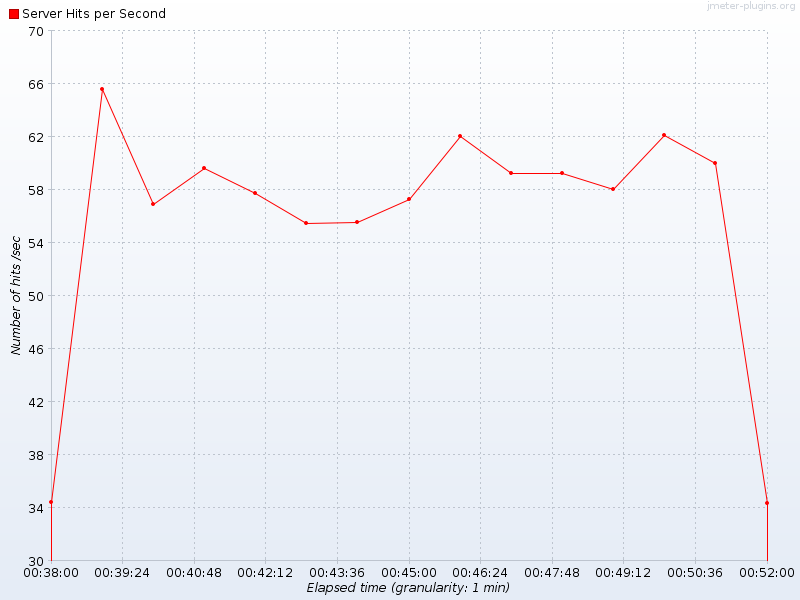 jmeter-plugins.org
Server Hits per Second
70
66
62
58
54
50
46
42
38
34
30
Number of hits /sec
00:38:00 00:39:24 00:40:48 00:42:12 00:43:36 00:45:00 00:46:24 00:47:48 00:49:12 00:50:36 00:52:00
Elapsed time (granularity: 1 min)